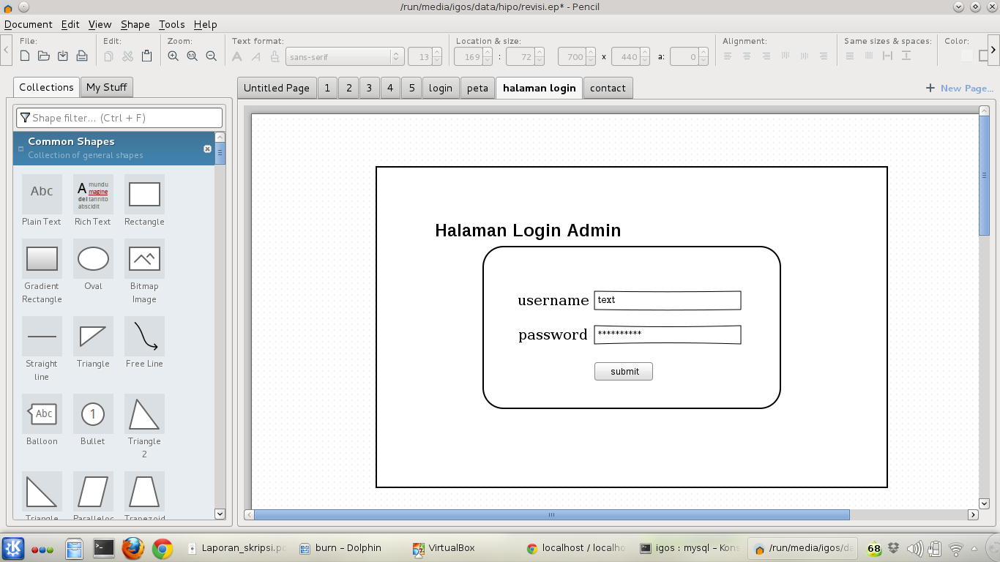 /run/media/igos/data/hipo/revisi.ep* - Pencil
Document Edit View Shape Tools Help
File: Edit: Zoom: Text format: Location & size: Alignment: Same sizes & spaces: Color:
sans-serif 13 169 : 72 700 x 440 a: 0
Collections My Stuff
Untitled Page 1 2 3 4 5 login peta halaman login contact
+ New Page...
Shape filter... (Ctrl + F)
Common Shapes
Collection of general shapes
Abc
A mundu
magine
del tannito
abscidit
Plain Text Rich Text Rectangle
Gradient Rectangle
Oval
Bitmap Image
Straight line
Triangle
Free Line
Abc 1
Balloon Bullet
Triangle 2
Triangle Paralleloc Trapezoid
Halaman Login Admin
username text
password **********
submit
Laporan_skripsi.pd
burn – Dolphin
VirtualBox
localhost / localho
igos : mysql – Kons
/run/media/igos/da
68